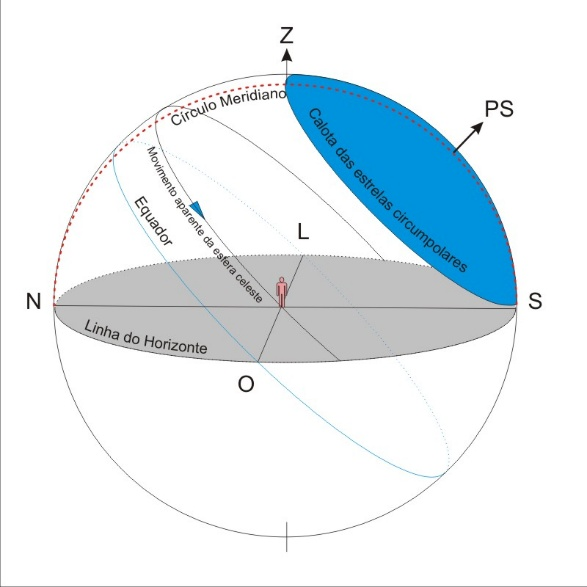 Z
Círculo Meridiano
PS
Calota das estrelas circumpolares
Movimento aparente da esfera celeste
Equador
L
N
S
Linha do Horizonte
O